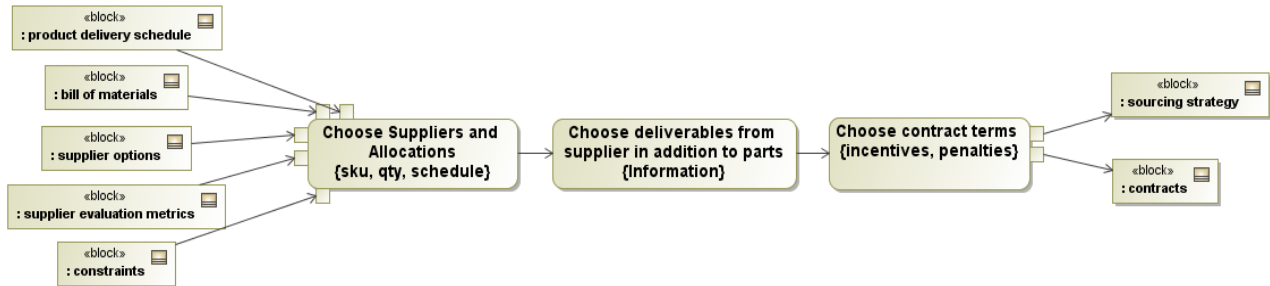 «block»
: product delivery schedule
«block»
: bill of materials
«block»
: supplier options
«block»
: supplier evaluation metrics
«block»
: constraints
Choose Suppliers and
Allocations
{sku, qty, schedule}
Choose deliverables from
supplier in addition to parts
{Information}
Choose contract terms
{incentives, penalties}
«block»
: sourcing strategy
«block»
: contracts